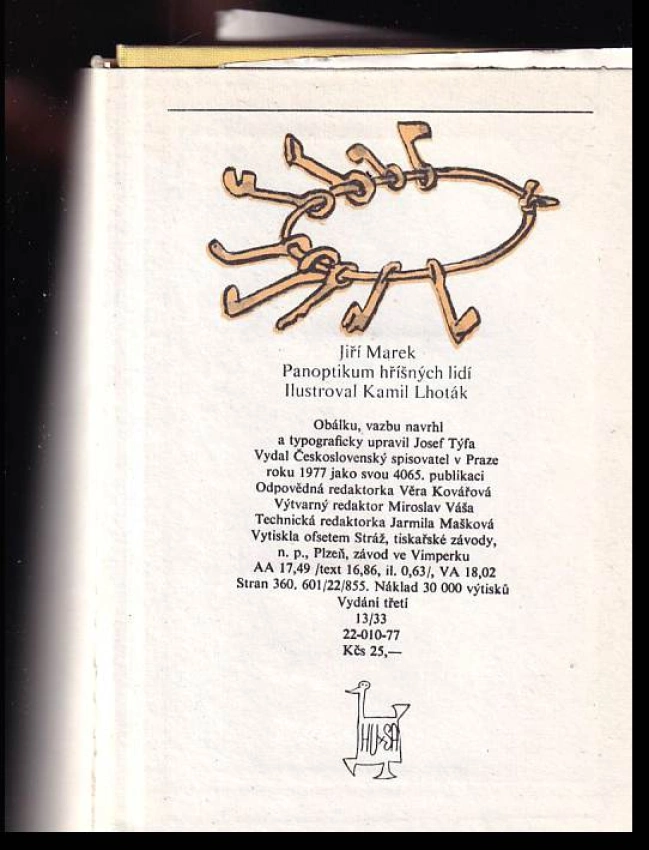 Jiří Marek
Panoptikum hříšných lidí
Ilustroval Kamil Lhoták
Obálku, vazbu navrhl
a typograficky upravil Josef Týfa
Vydal Československý spisovatel v Praze
roku 1977 jako svou 4065. publikaci
Odpovědná redaktorka Věra Kovářová
Výtvarný redaktor Miroslav Váša
Technická redaktorka Jarmila Mašková
Vytiskla ofsetem Stráž, tiskařské závody,
n. p., Plzeň, závod ve Vimperku
AA 17,49 /text 16,86, il. 0,63/, VA 18,02
Stran 360. 601/22/855. Náklad 30 000 výtisků
Vydání třetí
13/33
22-010-77
Kčs 25,—
HU+SA